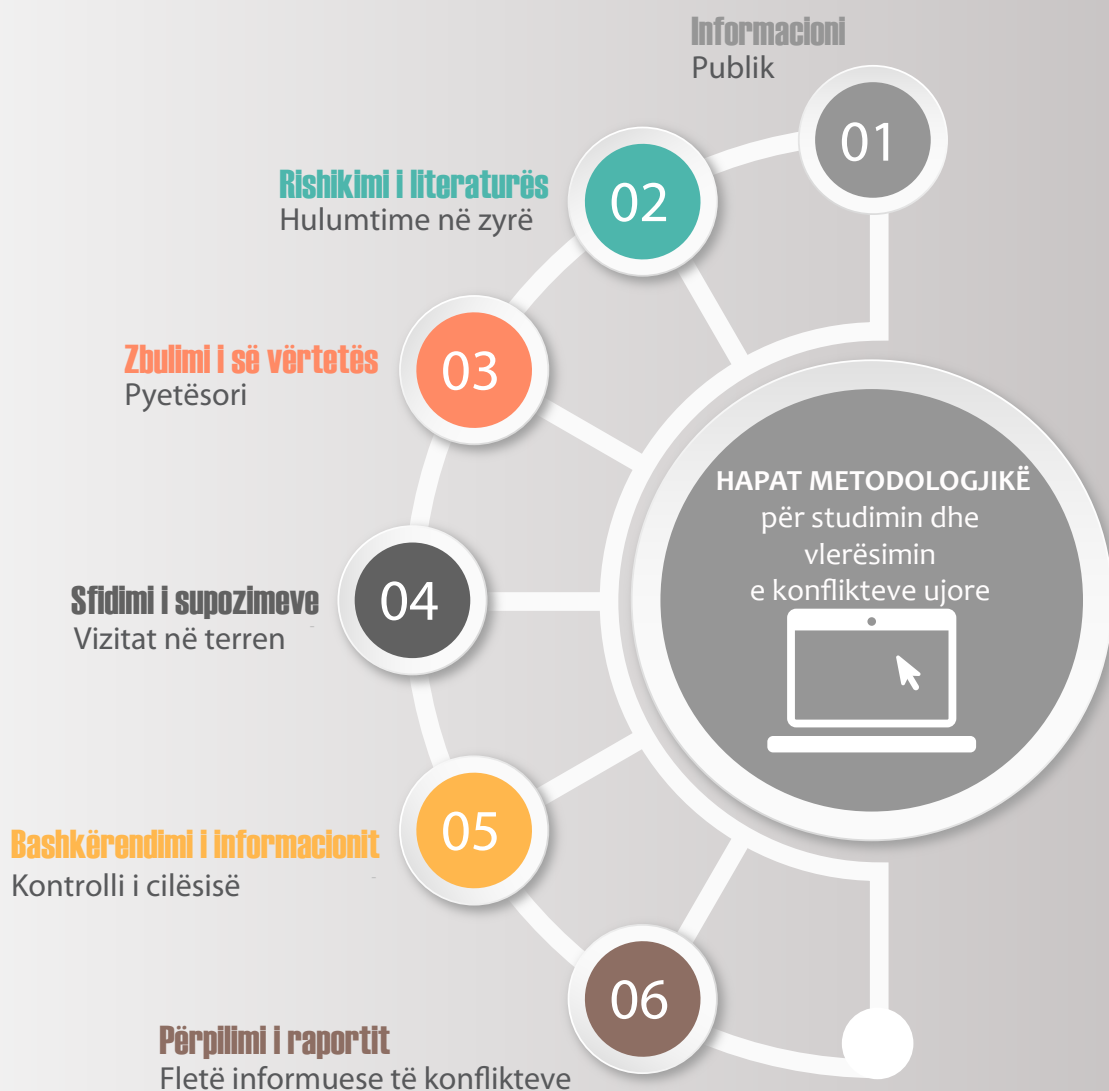 Informacioni
Publik
01
Rishikimi i literaturës
Hulumtime në zyrë
02
Zbulimi i së vërtetës
Pyetësori
03
Sfidimi i supozimeve
Vizitat në terren
04
Bashkërendimi i informacionit
Kontrolli i cilësisë
05
Përpilimi i raportit
Fletë informuese të konflikteve
06
HAPAT METODOLOGJIKË
për studimin dhe
vlerësimin
e konflikteve ujore